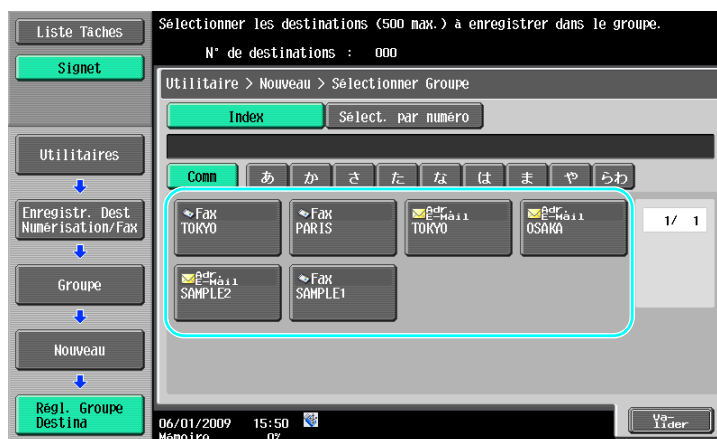 Liste Tâches
Signet
Utilitaires
Enregistr. Dest
Numérisation/Fax
Groupe
Nouveau
Régl. Groupe
Destina
Sélectionner les destinations (500 max.) à enregistrer dans le groupe.
N° de destinations : 000
Utilitaire > Nouveau > Sélectionner Groupe
Index
Sélect. par numéro
Comm あ か さ た な は ま や らわ
Fax
TOKYO
Fax
PARIS
Adr.
E-Mail
TOKYO
Adr.
E-Mail
OSAKA
1/ 1
Adr.
E-Mail
SAMPLE2
Fax
SAMPLE1
06/01/2009 15:50
Mémoire 0%
Va-
lider